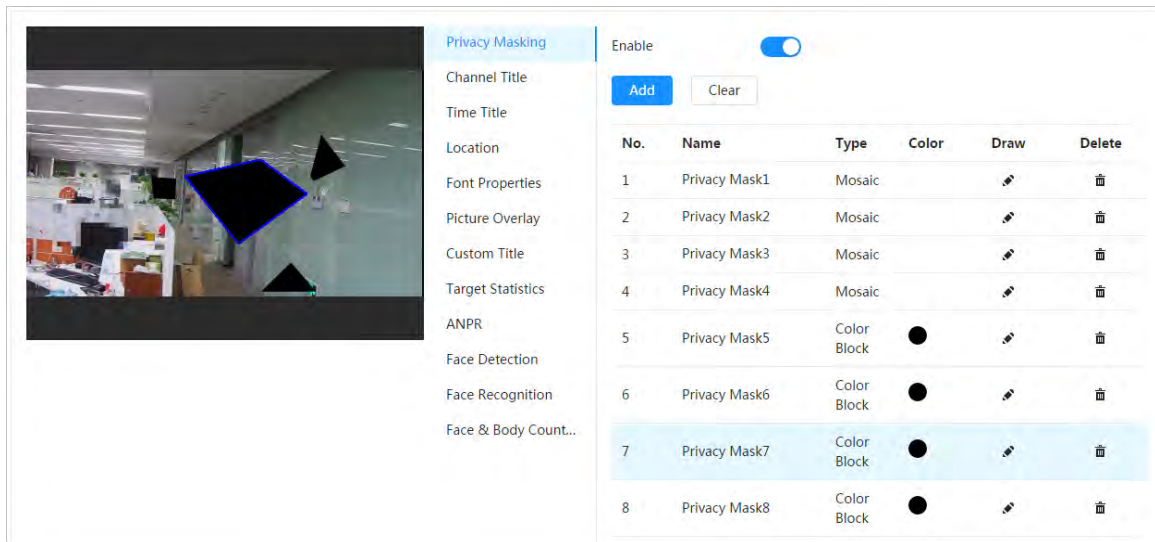 Privacy Masking
Channel Title
Time Title
Location
Font Properties
Picture Overlay
Custom Title
Target Statistics
ANPR
Face Detection
Face Recognition
Face & Body Count...
Enable
Add Clear
No. Name Type Color Draw Delete
1 Privacy Mask1 Mosaic
2 Privacy Mask2 Mosaic
3 Privacy Mask3 Mosaic
4 Privacy Mask4 Mosaic
5 Privacy Mask5 Color
Block
6 Privacy Mask6 Color
Block
7 Privacy Mask7 Color
Block
8 Privacy Mask8 Color
Block